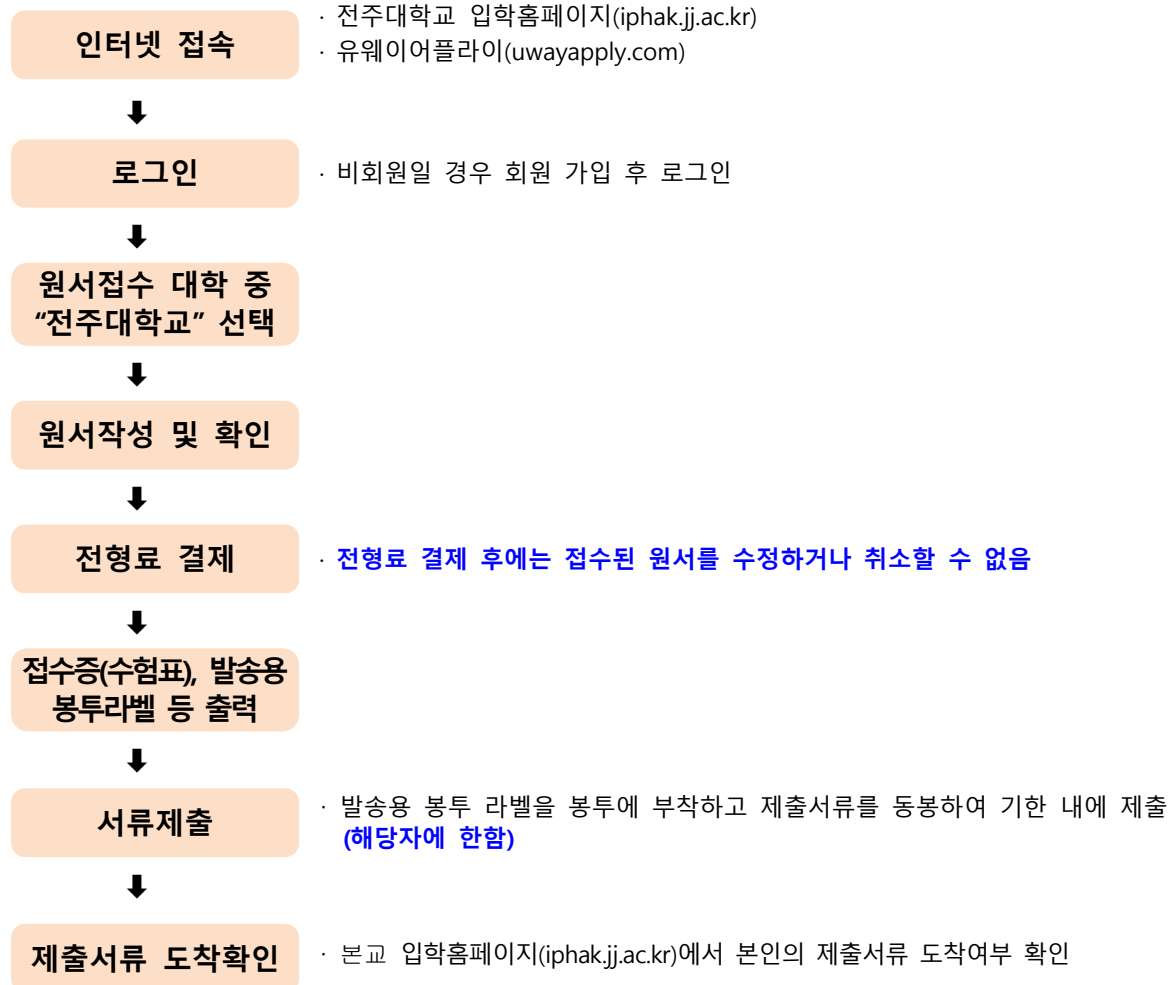 인터넷 접속
· 전주대학교 입학홈페이지(iphak.jj.ac.kr)
· 유웨이어플라이(uwayapply.com)
⬇
로그인
· 비회원일 경우 회원 가입 후 로그인
⬇
원서접수 대학 중
“전주대학교” 선택
⬇
원서작성 및 확인
⬇
전형료 결제
· 전형료 결제 후에는 접수된 원서를 수정하거나 취소할 수 없음
⬇
접수증(수험표), 발송용
봉투라벨 등 출력
⬇
서류제출
· 발송용 봉투 라벨을 봉투에 부착하고 제출서류를 동봉하여 기한 내에 제출
(해당자에 한함)
⬇
제출서류 도착확인
· 본교 입학홈페이지(iphak.jj.ac.kr)에서 본인의 제출서류 도착여부 확인